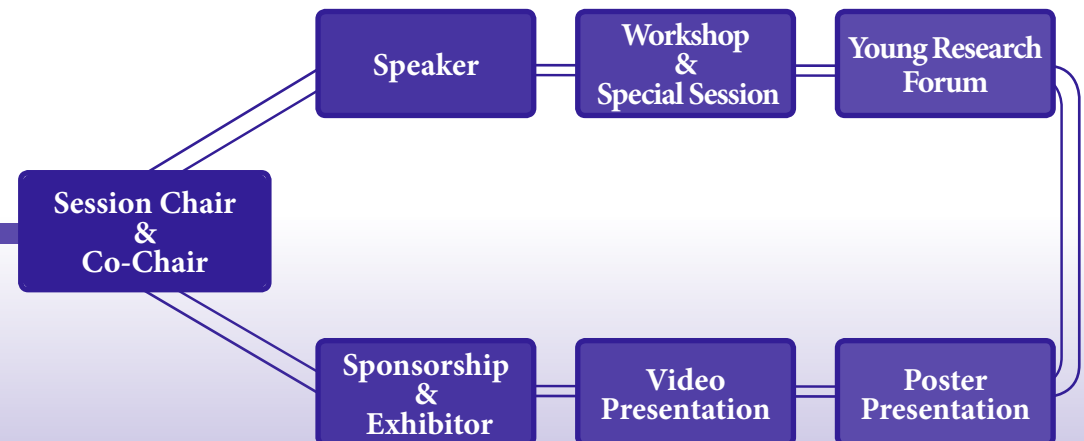 Speaker
Workshop
&
Special Session
Young Research
Forum
Session Chair
&
Co-Chair
Sponsorship
&
Exhibitor
Video
Presentation
Poster
Presentation